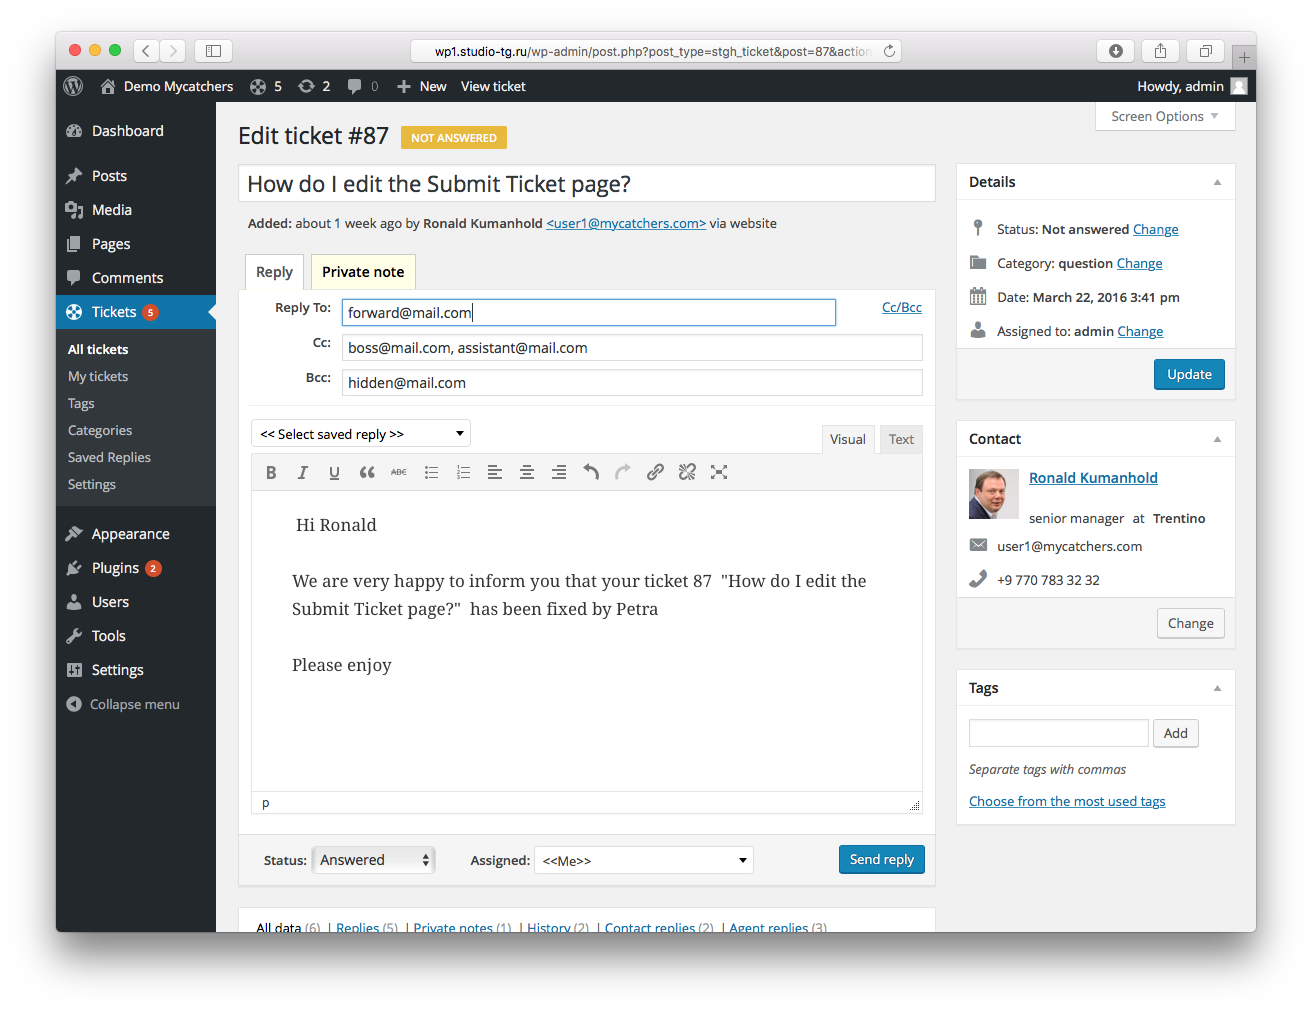 wp1.studio-tg.ru/wp-admin/post.php?post_type=stgh_ticket&post=87&action
Demo Mycatchers 5 2 0 New View ticket Howdy, admin
Screen Options
Dashboard
Posts
Media
Pages
Comments
Tickets 5
All tickets
My tickets
Tags
Categories
Saved Replies
Settings
Appearance
Plugins 2
Users
Tools
Settings
Collapse menu
Edit ticket #87 NOT ANSWERED
How do I edit the Submit Ticket page?
Added: about 1 week ago by Ronald Kumanhold <user1@mycatchers.com> via website
Reply Private note
Reply To: forward@mail.com Cc/Bcc
Cc: boss@mail.com, assistant@mail.com
Bcc: hidden@mail.com
<< Select saved reply >> Visual Text
B I U ABC
Hi Ronald
We are very happy to inform you that your ticket 87 "How do I edit the
Submit Ticket page?" has been fixed by Petra
Please enjoy
p
Status: Answered Assigned: <<Me>> Send reply
All data (6) | Replies (5) | Private notes (1) | History (2) | Contact replies (2) | Agent replies (3)
Details
Status: Not answered Change
Category: question Change
Date: March 22, 2016 3:41 pm
Assigned to: admin Change
Update
Contact
Ronald Kumanhold
senior manager at Trentino
user1@mycatchers.com
+9 770 783 32 32
Change
Tags
Add
Separate tags with commas
Choose from the most used tags